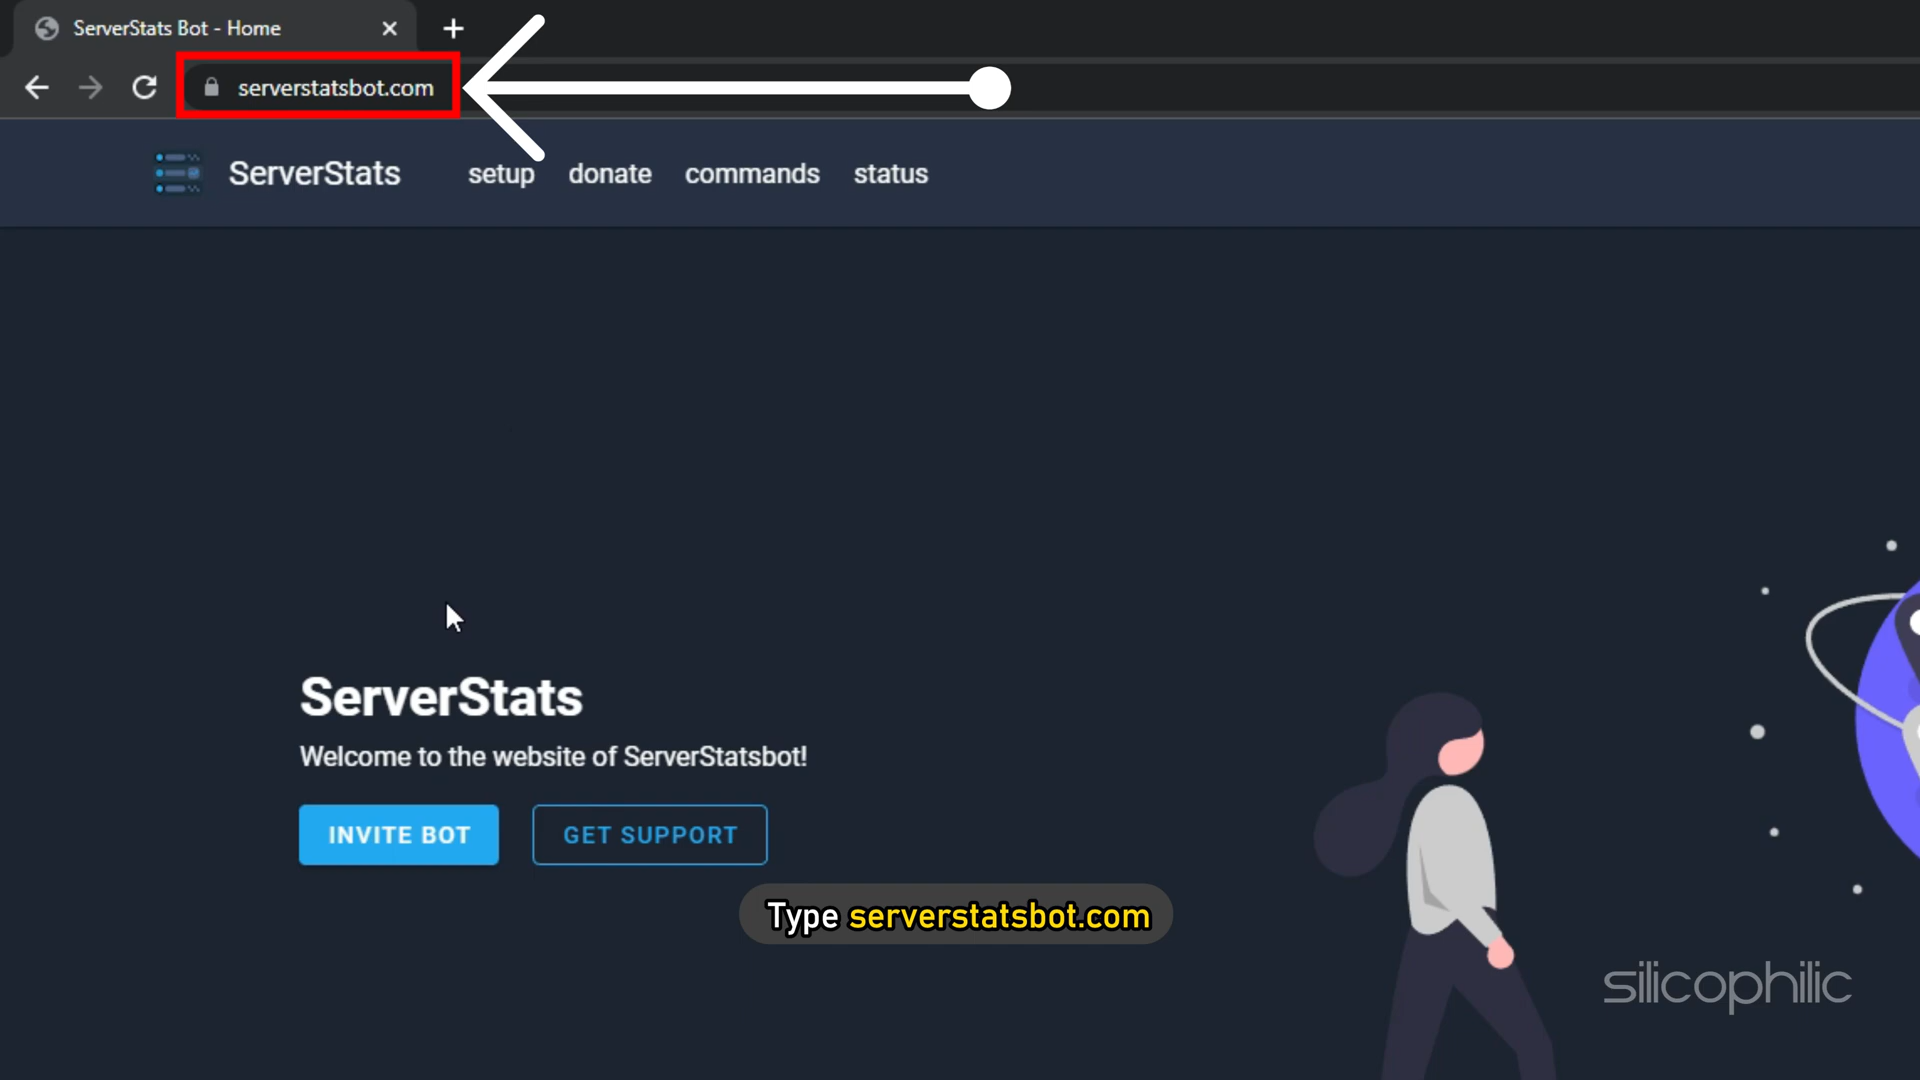 ServerStats Bot - Home
serverstatsbot.com
ServerStats setup donate commands status
ServerStats
Welcome to the website of ServerStatsbot!
INVITE BOT GET SUPPORT
Type serverstatsbot.com
silicophilic